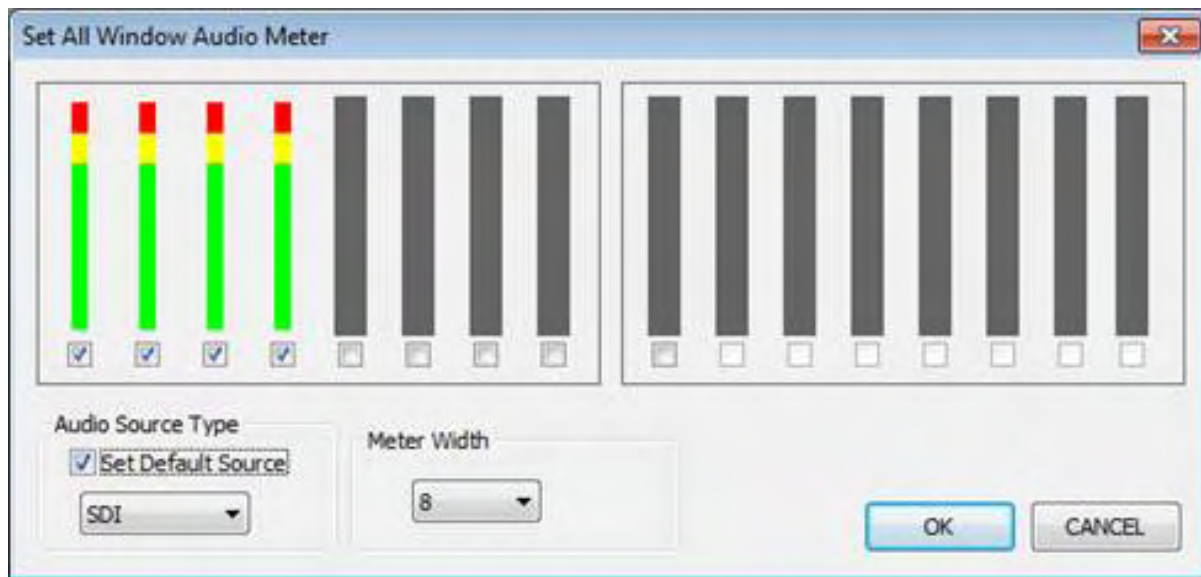 Set All Window Audio Meter
Audio Source Type
Set Default Source
SDI
Meter Width
8
OK
CANCEL